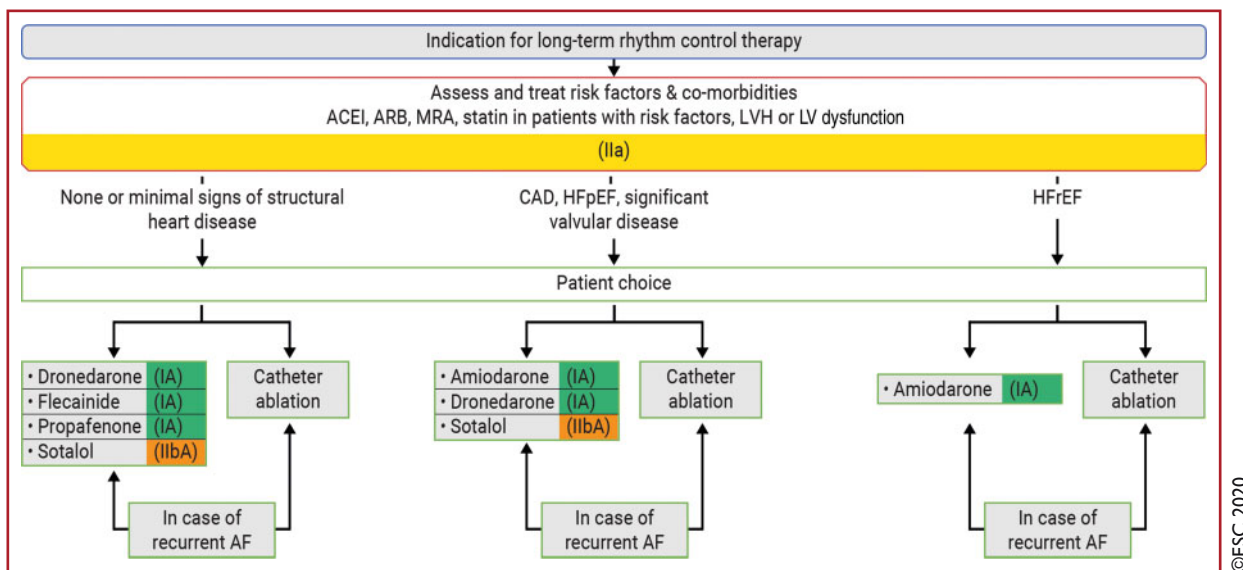 Indication for long-term rhythm control therapy
Assess and treat risk factors & co-morbidities
ACEI, ARB, MRA, statin in patients with risk factors, LVH or LV dysfunction
(IIa)
None or minimal signs of structural
heart disease
CAD, HFpEF, significant
valvular disease
HFrEF
Patient choice
• Dronedarone (IA)
• Flecainide (IA)
• Propafenone (IA)
• Sotalol (IIbA)
Catheter
ablation
• Amiodarone (IA)
• Dronedarone (IA)
• Sotalol (IIbA)
Catheter
ablation
• Amiodarone (IA)
Catheter
ablation
In case of
recurrent AF
In case of
recurrent AF
In case of
recurrent AF
©ESC 2020